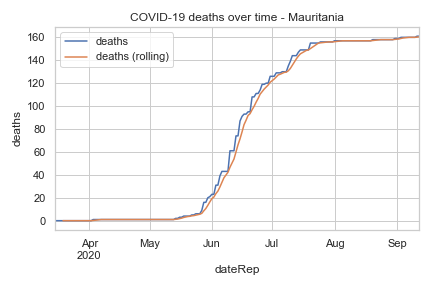 COVID-19 deaths over time - Mauritania
deaths
deaths (rolling)
160
140
120
100
80
60
40
20
0
deaths
Apr
2020
May
Jun
Jul
Aug
Sep
dateRep